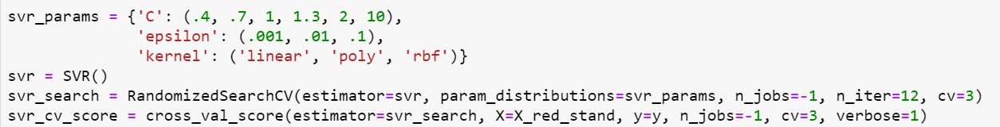 svr_params = {'C': (.4, .7, 1, 1.3, 2, 10),
              'epsilon': (.001, .01, .1),
              'kernel': ('linear', 'poly', 'rbf')}
svr = SVR()
svr_search = RandomizedSearchCV(estimator=svr, param_distributions=svr_params, n_jobs=-1, n_iter=12, cv=3)
svr_cv_score = cross_val_score(estimator=svr_search, X=X_red_stand, y=y, n_jobs=-1, cv=3, verbose=1)